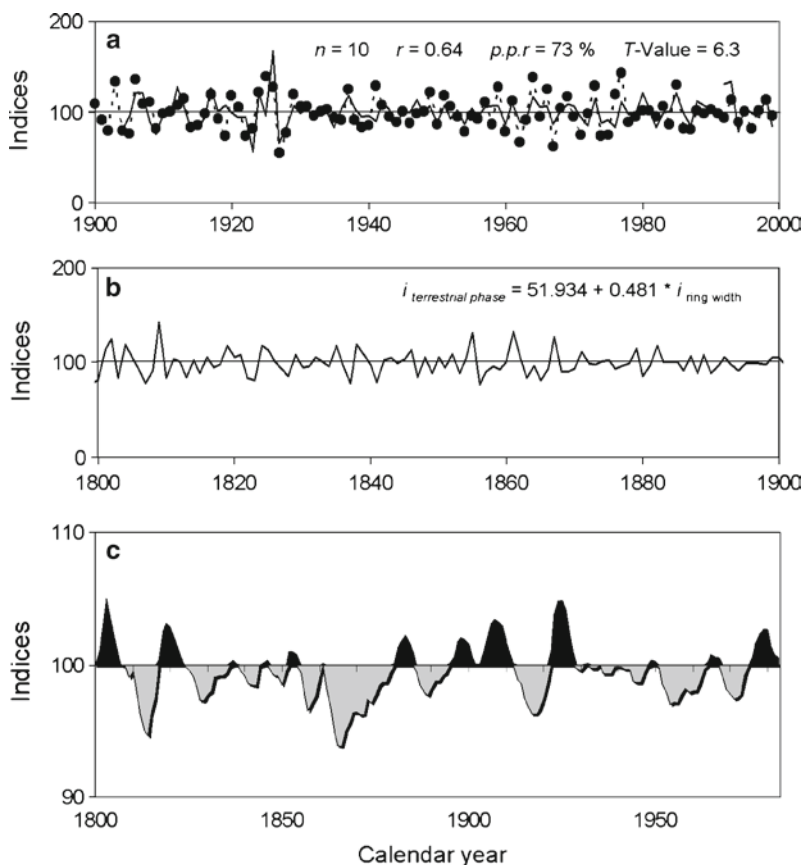 200
a
n = 10 r = 0.64 p.p.r = 73 % T-Value = 6.3
Indices
100
0
1900 1920 1940 1960 1980 2000
200
b
i terrestrial phase = 51.934 + 0.481 * i ring width
Indices
100
0
1800 1820 1840 1860 1880 1900
110
c
Indices
100
90
1800 1850 1900 1950
Calendar year